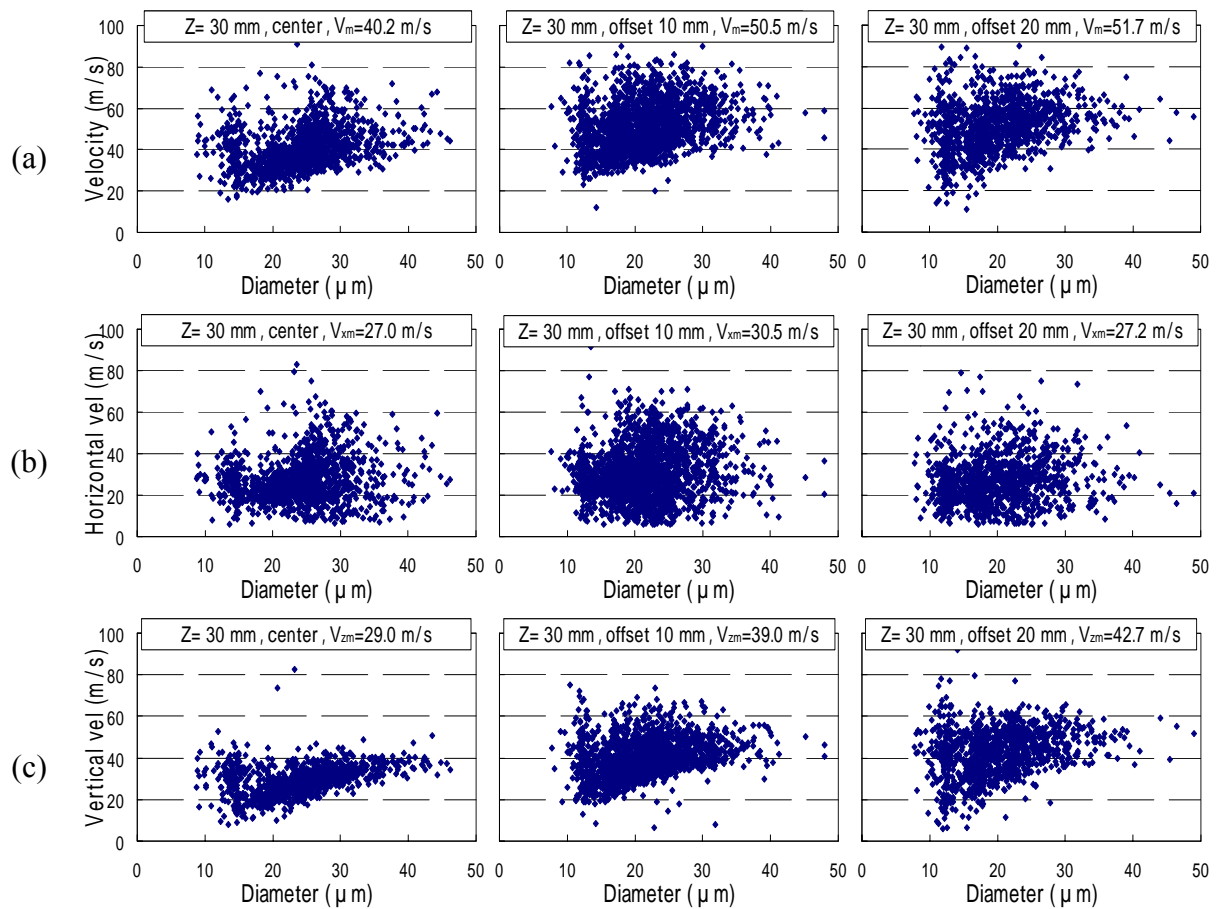 Z= 30 mm , center , Vm=40.2 m/s
Z= 30 mm , offset 10 mm , Vm=50.5 m/s
Z= 30 mm , offset 20 mm , Vm=51.7 m/s
(a)
Velocity (m/s)
100
80
60
40
20
0
0 10 20 30 40 50
0 10 20 30 40 50
0 10 20 30 40 50
Diameter ( µ m)
Diameter ( µ m)
Diameter ( µ m)
Z= 30 mm , center , Vxm=27.0 m/s
Z= 30 mm , offset 10 mm , Vxm=30.5 m/s
Z= 30 mm , offset 20 mm , Vxm=27.2 m/s
(b)
Horizontal vel (m/s)
100
80
60
40
20
0
0 10 20 30 40 50
0 10 20 30 40 50
0 10 20 30 40 50
Diameter ( µ m)
Diameter ( µ m)
Diameter ( µ m)
Z= 30 mm , center , Vzm=29.0 m/s
Z= 30 mm , offset 10 mm , Vzm=39.0 m/s
Z= 30 mm , offset 20 mm , Vzm=42.7 m/s
(c)
Vertical vel (m/s)
100
80
60
40
20
0
0 10 20 30 40 50
0 10 20 30 40 50
0 10 20 30 40 50
Diameter ( µ m)
Diameter ( µ m)
Diameter ( µ m)